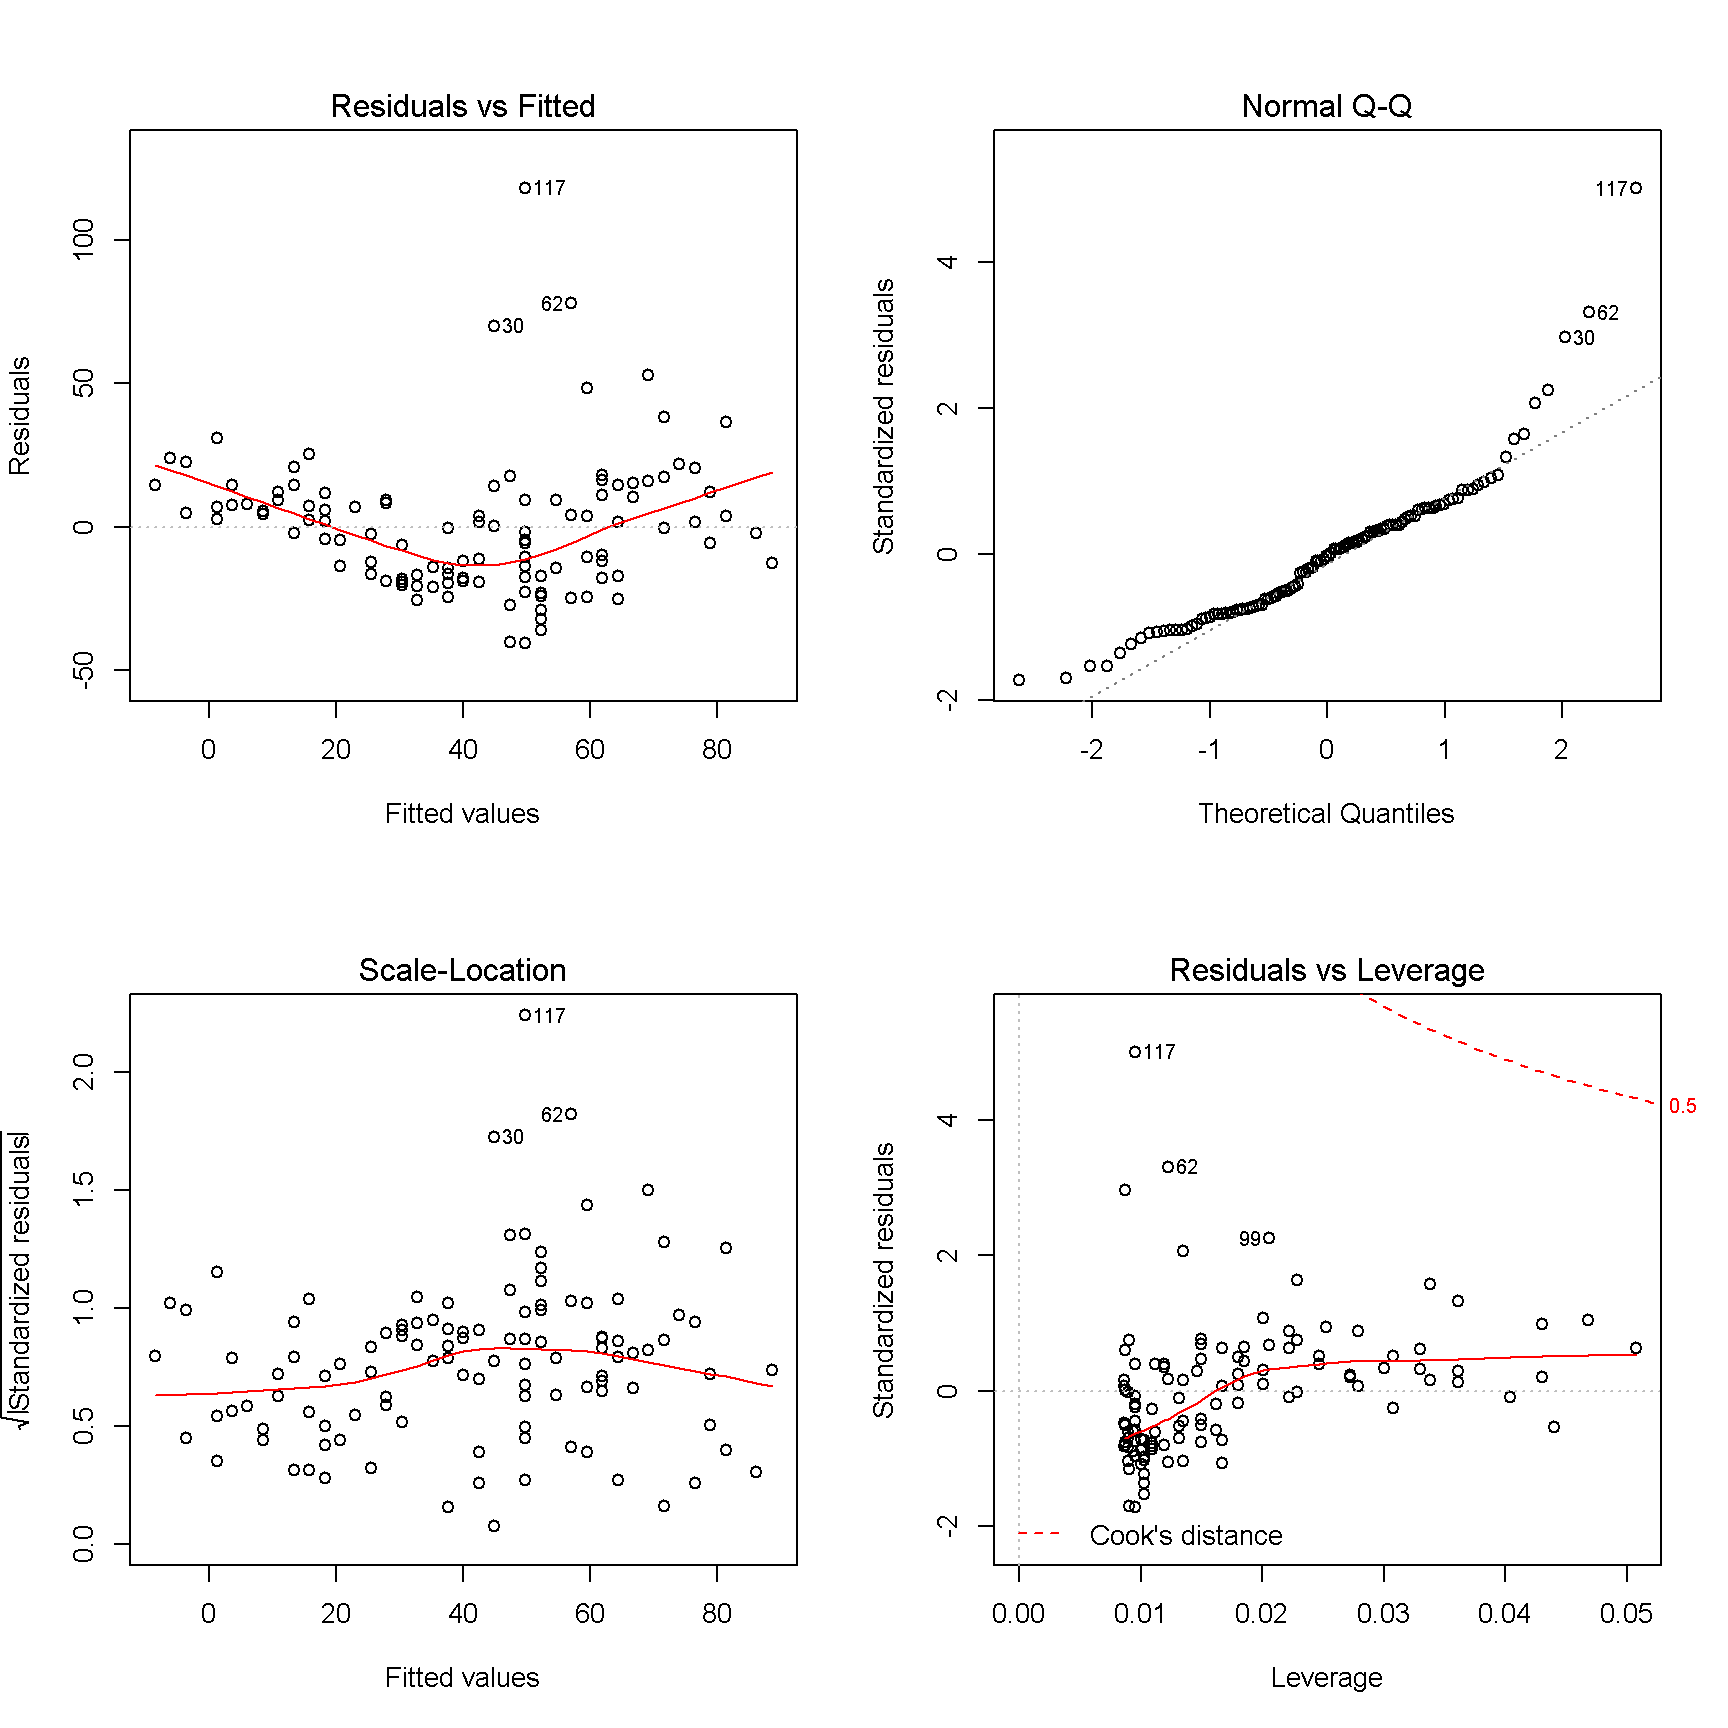 Residuals vs Fitted
Residuals
-50 0 50 100
117
62
30
0 20 40 60 80
Fitted values
Normal Q-Q
Standardized residuals
-2 0 2 4
117
62
30
-2 -1 0 1 2
Theoretical Quantiles
Scale-Location
√|Standardized residuals|
0.0 0.5 1.0 1.5 2.0
117
62
30
0 20 40 60 80
Fitted values
Residuals vs Leverage
Standardized residuals
-2 0 2 4
117
62
99
0.5
Cook's distance
0.00 0.01 0.02 0.03 0.04 0.05
Leverage